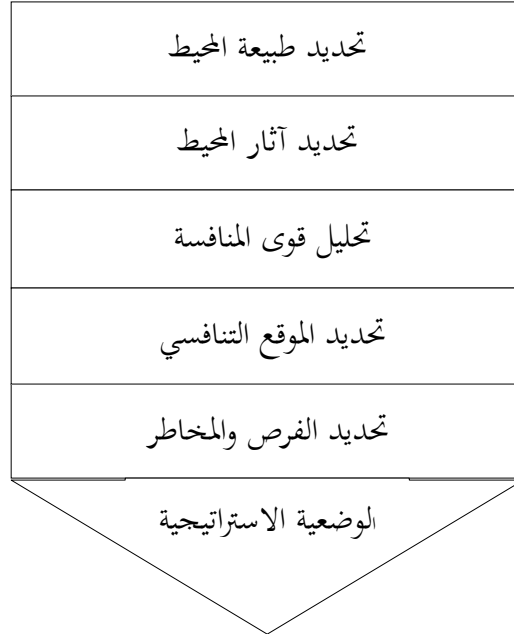 تحديد طبيعة المحيط
تحديد آثار المحيط
تحليل قوى المنافسة
تحديد الموقع التنافسي
تحديد الفرص والمخاطر
الوضعية الاستراتيجية